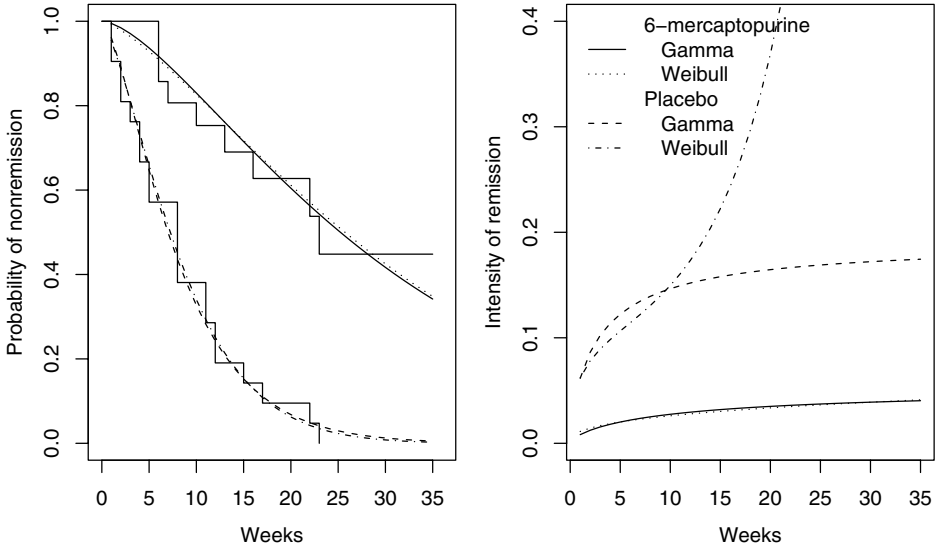 Probability of nonremission
0.0 0.2 0.4 0.6 0.8 1.0
0 5 10 15 20 25 30 35
Weeks
Intensity of remission
0.0 0.1 0.2 0.3 0.4
6−mercaptopurine
Gamma
Weibull
Placebo
Gamma
Weibull
0 5 10 15 20 25 30 35
Weeks